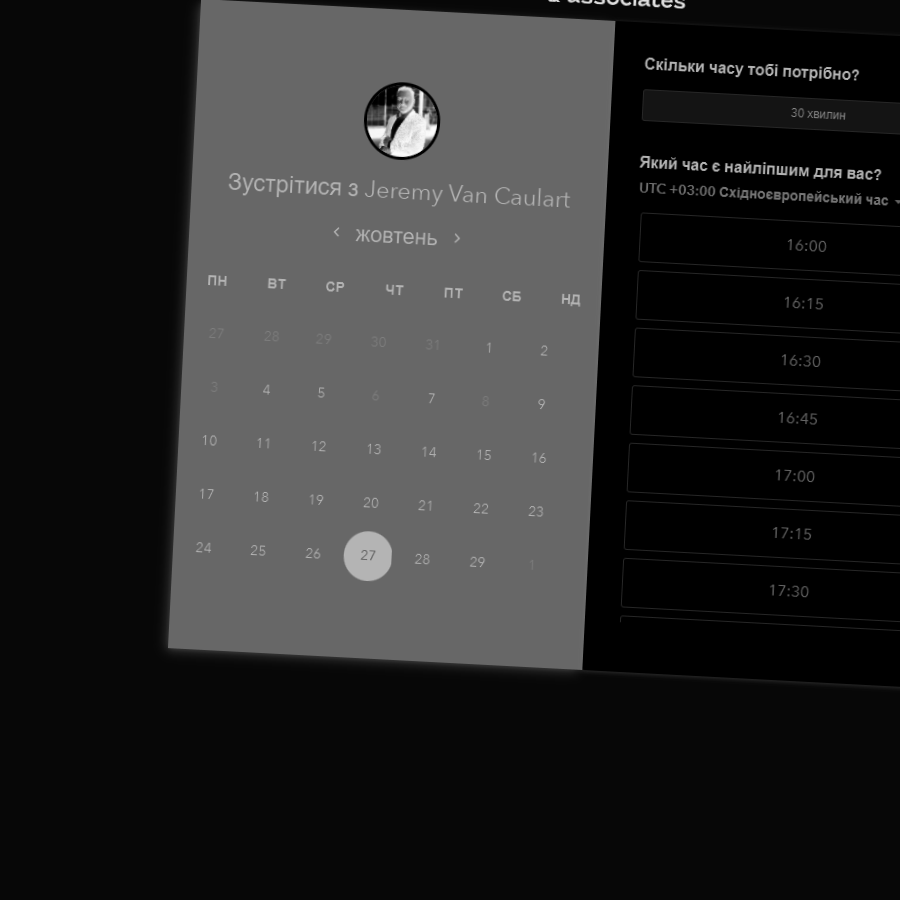 & associates
Зустрітися з Jeremy Van Caulart
‹ жовтень ›
ПН ВТ СР ЧТ ПТ СБ НД
27 28 29 30 31 1 2
3 4 5 6 7 8 9
10 11 12 13 14 15 16
17 18 19 20 21 22 23
24 25 26 27 28 29 1
Скільки часу тобі потрібно?
30 хвилин
Який час є найліпшим для вас?
UTC +03:00 Східноєвропейський час
16:00
16:15
16:30
16:45
17:00
17:15
17:30